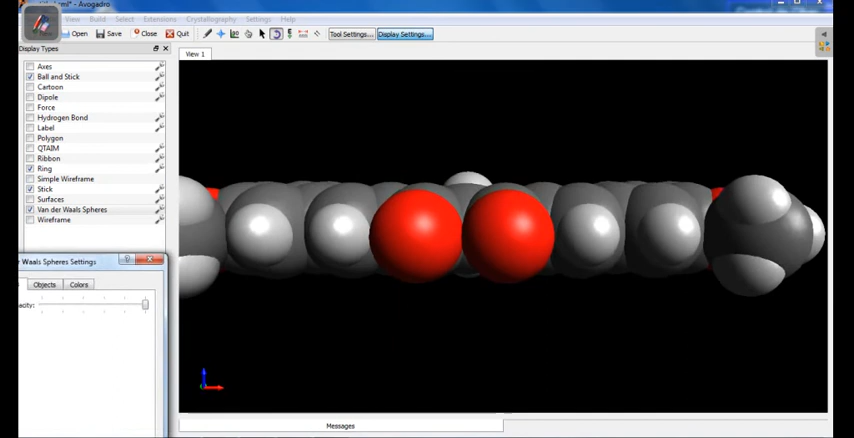 Avogadro
View Build Select Extensions Crystallography Settings Help
Open Save Close Quit Tool Settings... Display Settings...
Display Types
View 1
Axes
Ball and Stick
Cartoon
Dipole
Force
Hydrogen Bond
Label
Polygon
QTAIM
Ribbon
Ring
Simple Wireframe
Stick
Surfaces
Van der Waals Spheres
Wireframe
Waals Spheres Settings
Objects Colors
Messages